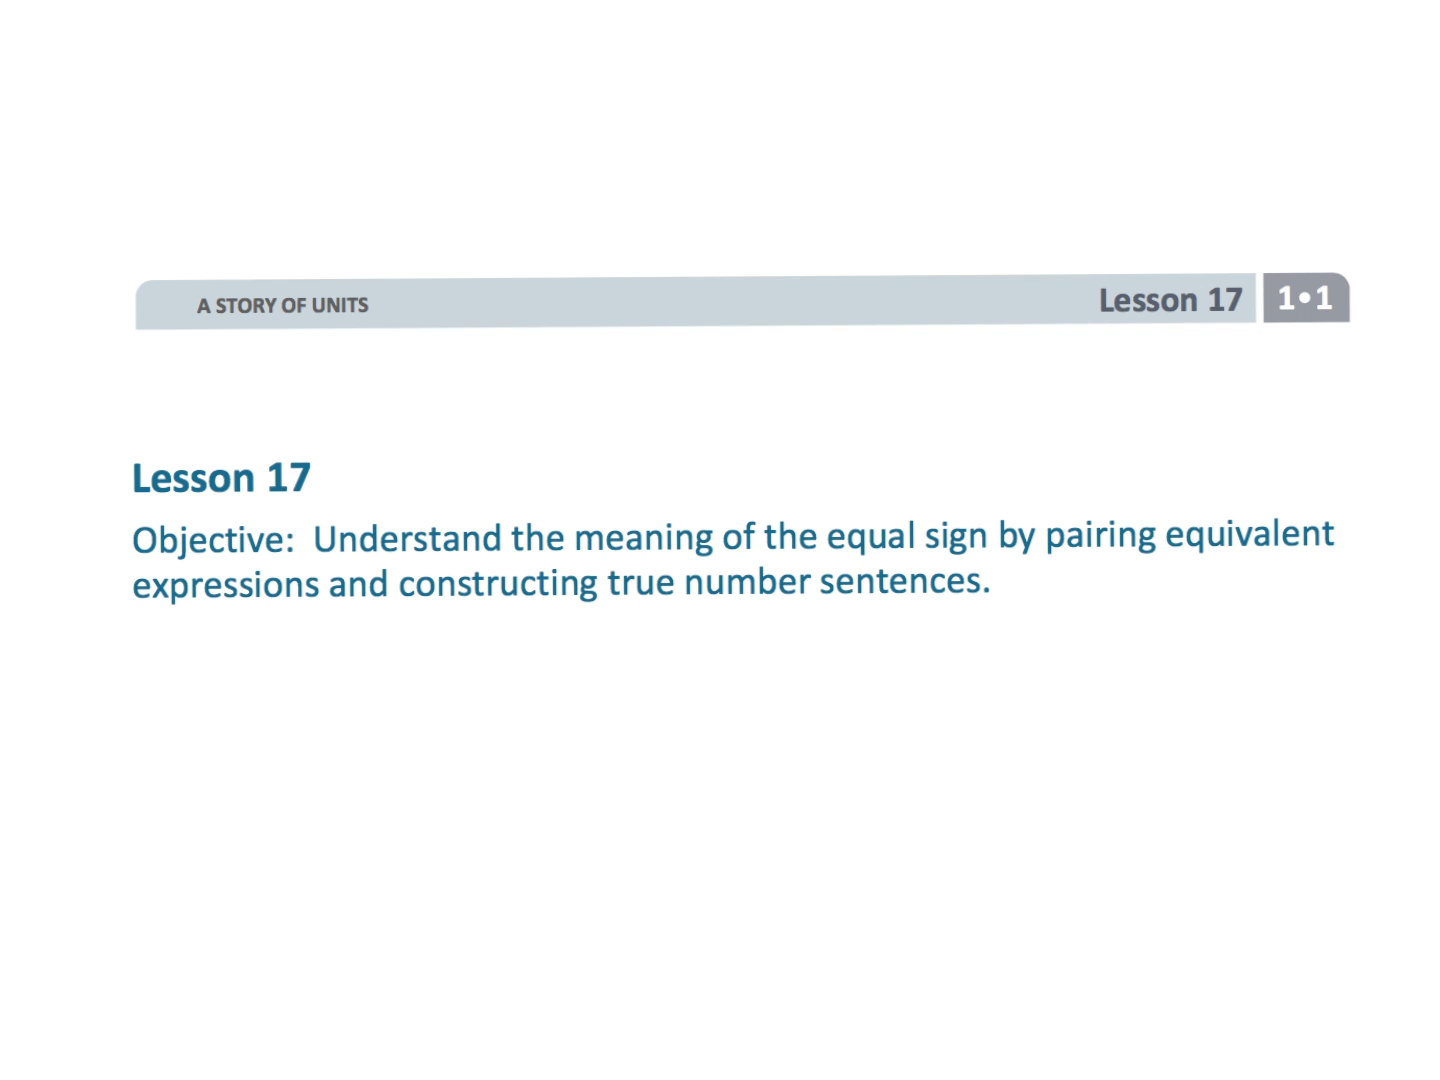 A STORY OF UNITS
Lesson 17
1•1
Lesson 17
Objective: Understand the meaning of the equal sign by pairing equivalent
expressions and constructing true number sentences.